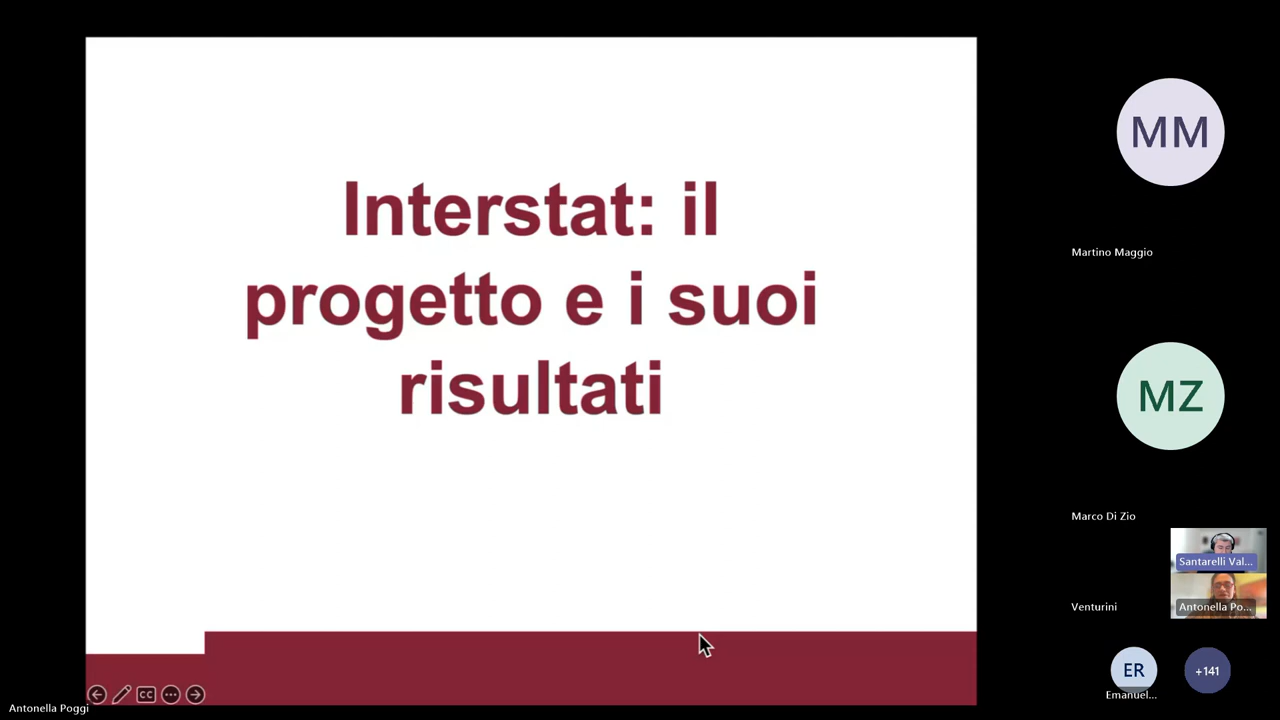 Interstat: il
progetto e i suoi
risultati
MM
Martino Maggio
MZ
Marco Di Zio
Santarelli Val...
Venturini
Antonella Po...
ER
+141
Emanuel...
CC
Antonella Poggi